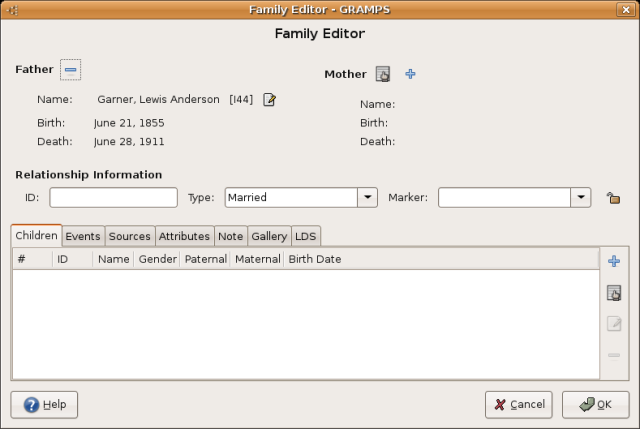 Family Editor - GRAMPS
Family Editor
Father
Mother
Name: Garner, Lewis Anderson [I44]
Name:
Birth: June 21, 1855
Birth:
Death: June 28, 1911
Death:
Relationship Information
ID: Type: Married Marker:
Children Events Sources Attributes Note Gallery LDS
# ID Name Gender Paternal Maternal Birth Date
Help Cancel OK